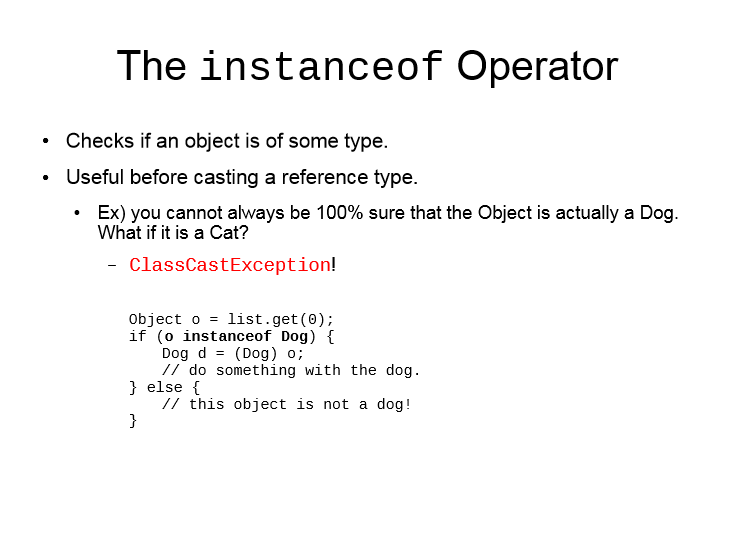 The instanceof Operator
• Checks if an object is of some type.
• Useful before casting a reference type.
• Ex) you cannot always be 100% sure that the Object is actually a Dog.
What if it is a Cat?
– ClassCastException!
Object o = list.get(0);
if (o instanceof Dog) {
Dog d = (Dog) o;
// do something with the dog.
} else {
// this object is not a dog!
}